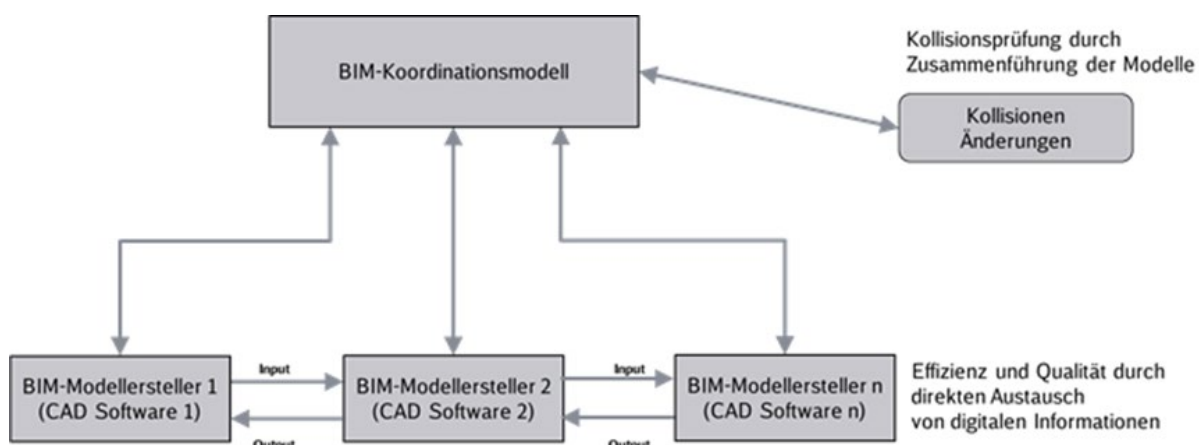 Kollisionsprüfung durch
Zusammenführung der Modelle
BIM-Koordinationsmodell
Kollisionen
Änderungen
Input
Input
BIM-Modellersteller 1
(CAD Software 1)
BIM-Modellersteller 2
(CAD Software 2)
BIM-Modellersteller n
(CAD Software n)
Effizienz und Qualität durch
direkten Austausch
von digitalen Informationen
Output
Output